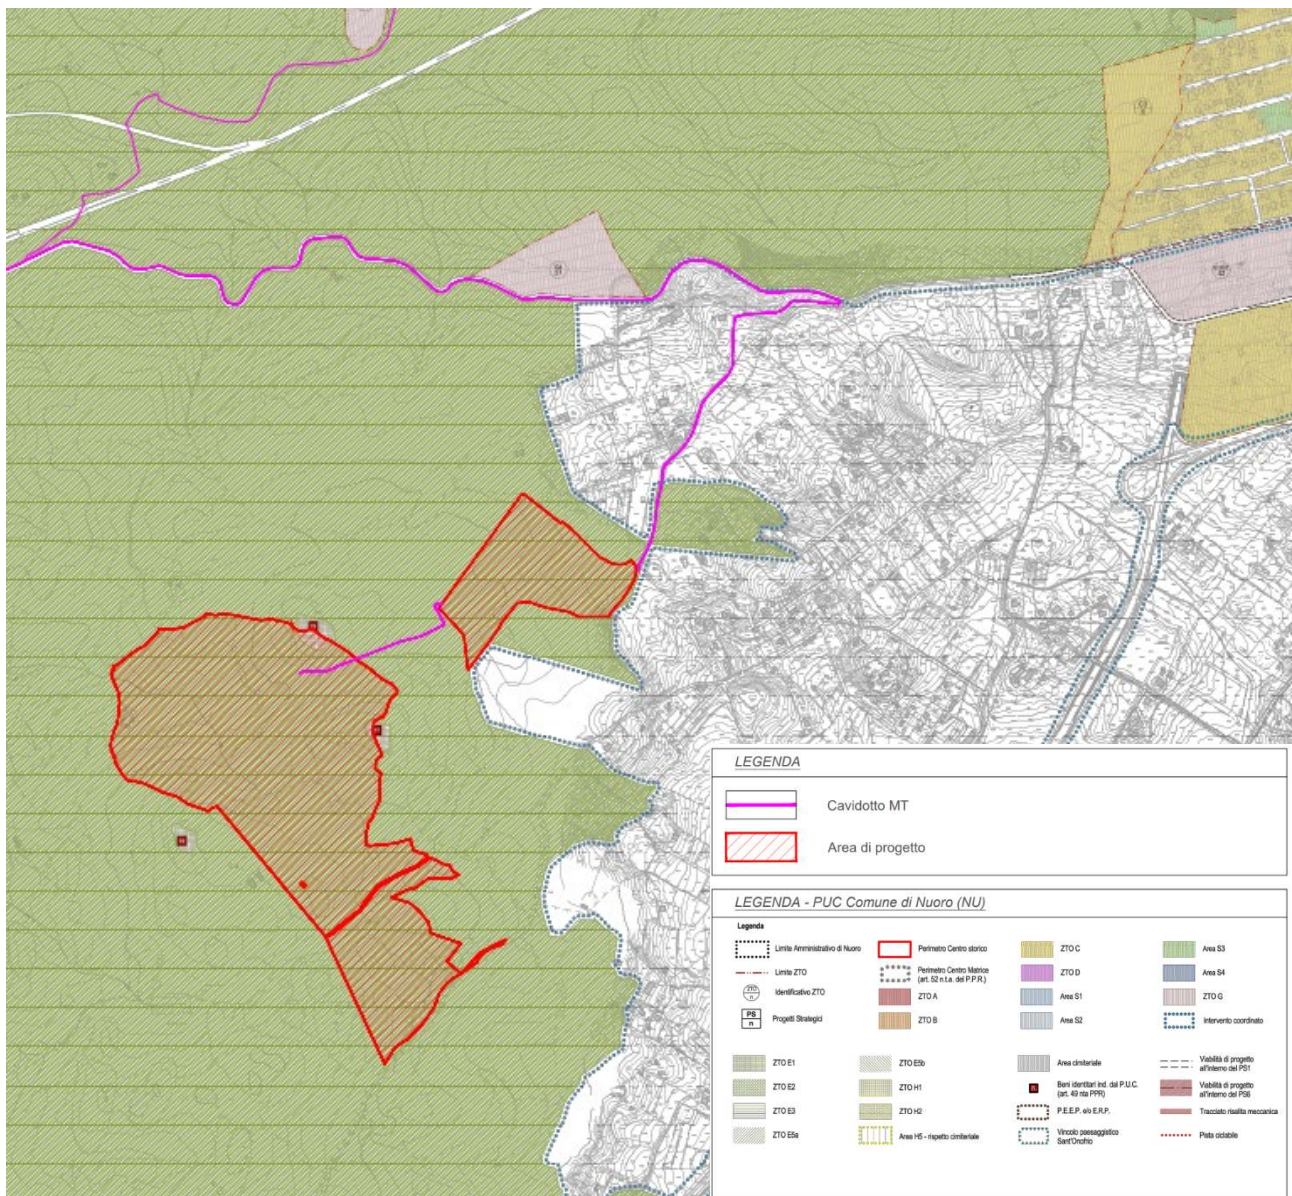 LEGENDA
Cavidotto MT
Area di progetto
LEGENDA - PUC Comune di Nuoro (NU)
Legenda
Limite Amministrativo di Nuoro
Perimetro Centro storico
ZTO C
Area S3
Limite ZTO
Perimetro Centro Matrice
(art. 52 n.t.a. del P.P.R.)
ZTO D
Area S4
ZTO
n
Identificativo ZTO
ZTO A
Area S1
ZTO G
PS
n
Progetti Strategici
ZTO B
Area S2
Intervento coordinato
ZTO E1
ZTO E5b
Area cimiteriale
Viabilità di progetto
all'interno del PS1
ZTO E2
ZTO H1
Beni identitari ind. dal P.U.C.
(art. 49 nta PPR)
Viabilità di progetto
all'interno del PS6
ZTO E3
ZTO H2
P.E.E.P. e/o E.R.P.
Tracciato risalita meccanica
ZTO E5a
Area H5 - rispetto cimiteriale
Vincolo paesaggistico
Sant'Onofrio
Pista ciclabile